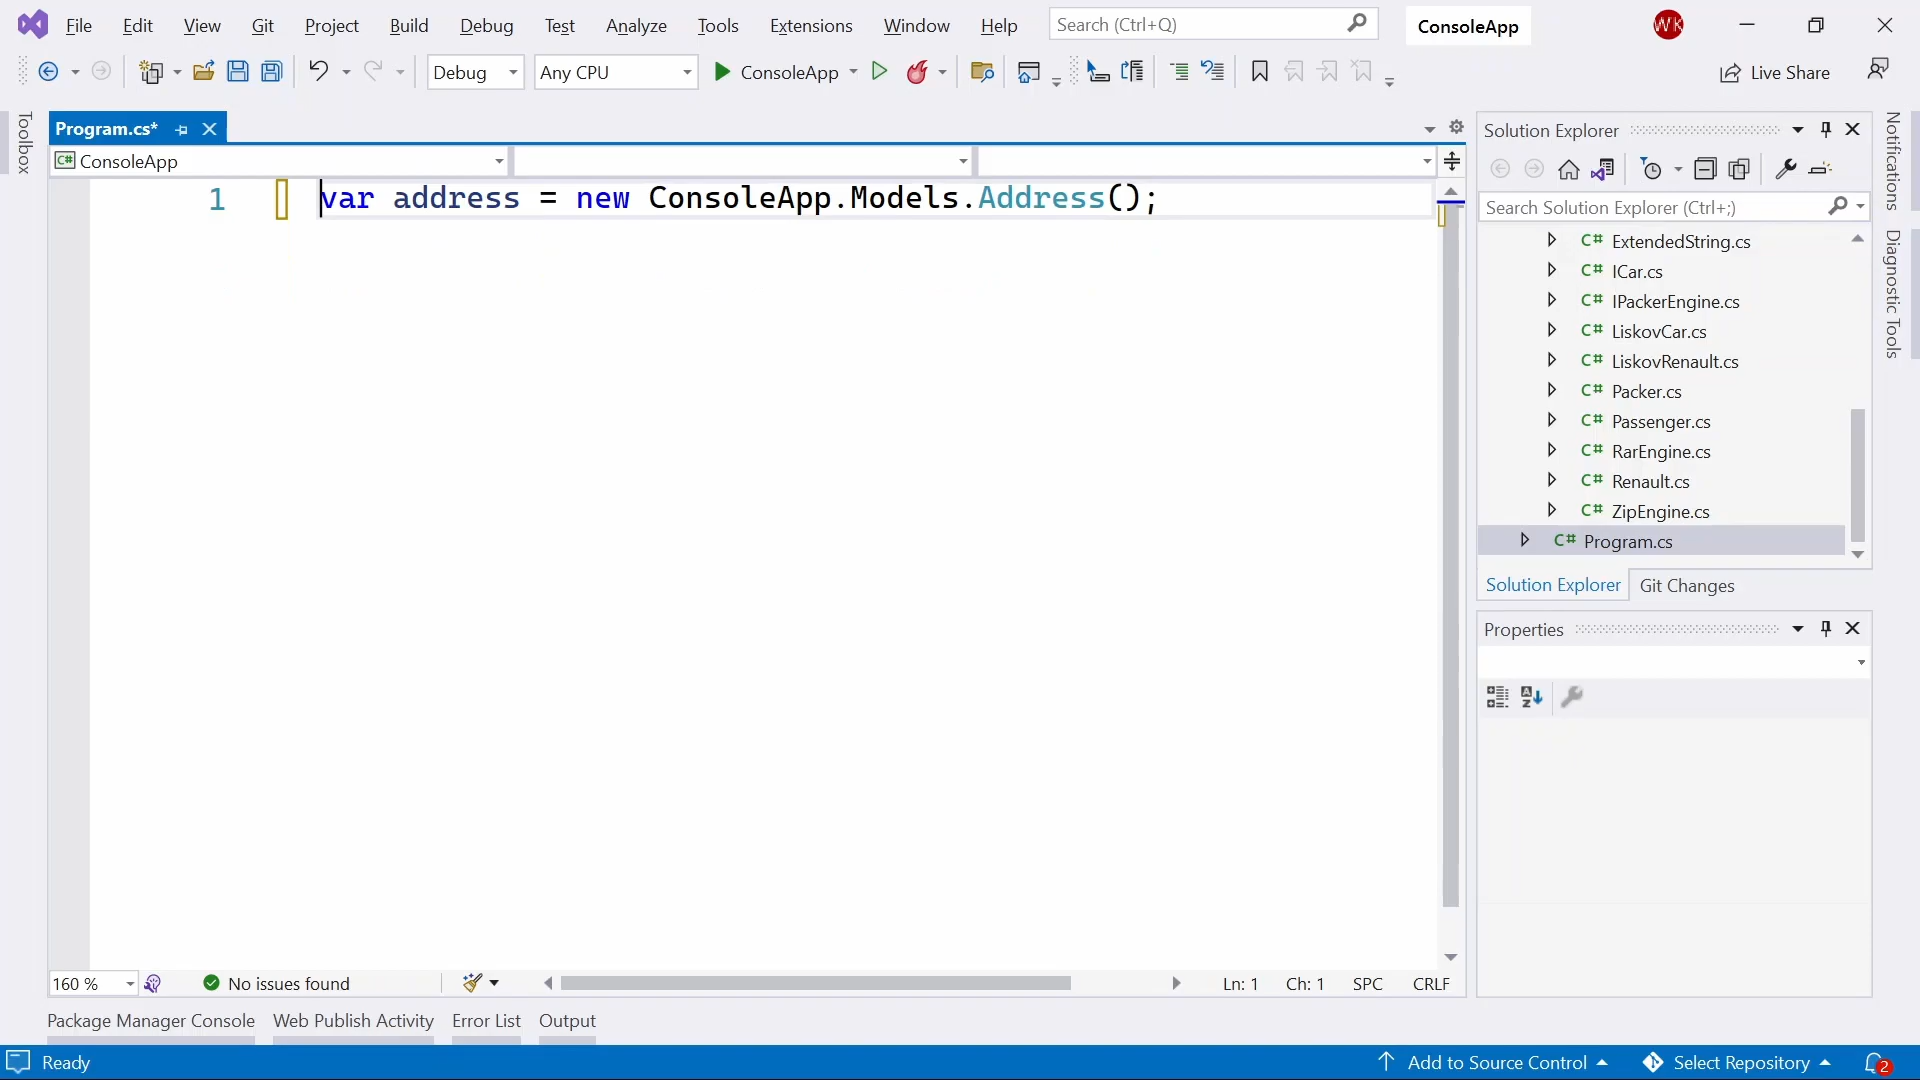 File Edit View Git Project Build Debug Test Analyze Tools Extensions Window Help Search (Ctrl+Q) ConsoleApp WK
Debug Any CPU ConsoleApp Live Share
Toolbox
Program.cs*
ConsoleApp
1 var address = new ConsoleApp.Models.Address();
160 % No issues found Ln: 1 Ch: 1 SPC CRLF
Solution Explorer
Search Solution Explorer (Ctrl+;)
C# ExtendedString.cs
C# ICar.cs
C# IPackerEngine.cs
C# LiskovCar.cs
C# LiskovRenault.cs
C# Packer.cs
C# Passenger.cs
C# RarEngine.cs
C# Renault.cs
C# ZipEngine.cs
C# Program.cs
Solution Explorer Git Changes
Properties
Notifications
Diagnostic Tools
Package Manager Console Web Publish Activity Error List Output
Ready Add to Source Control Select Repository 2